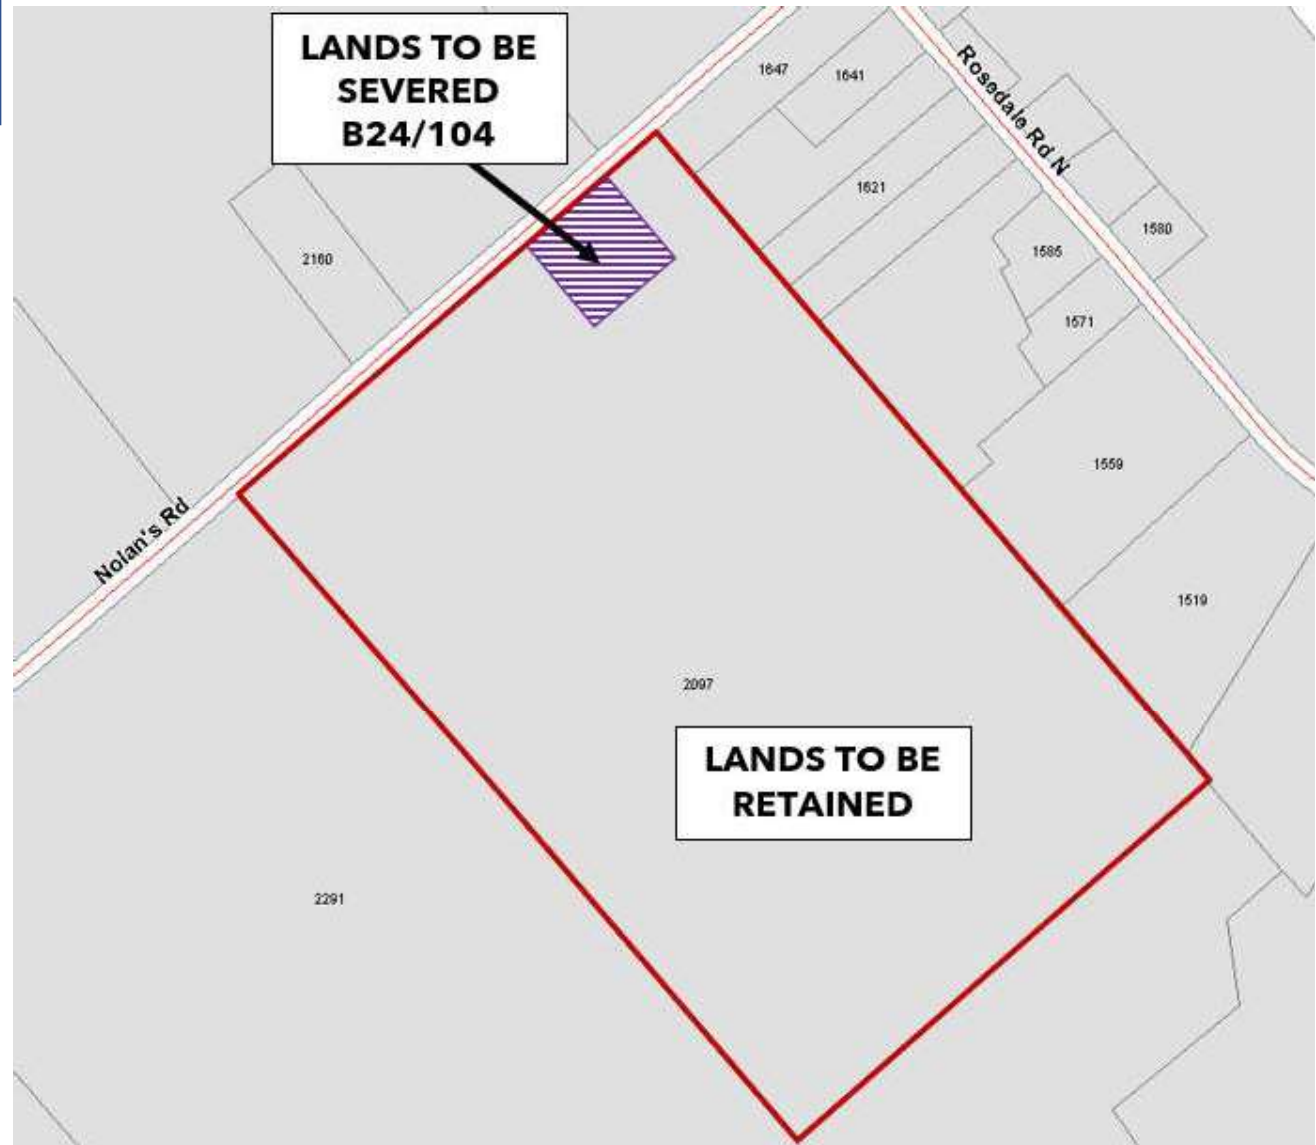 LANDS TO BE
SEVERED
B24/104
1647
1641
Rosedale Rd N
1621
1580
1585
2160
1571
1559
Nolan's Rd
1519
2097
LANDS TO BE
RETAINED
2291